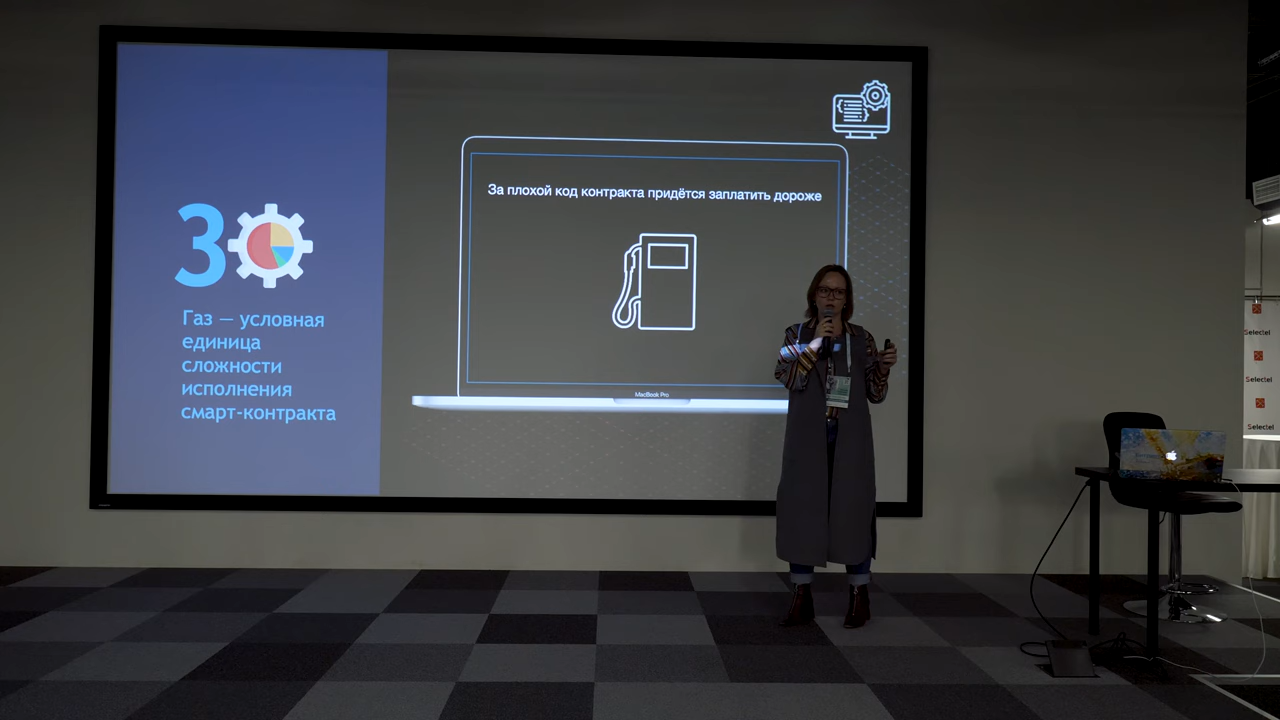 3
Газ – условная
единица
сложности
исполнения
смарт-контракта
За плохой код контракта придётся заплатить дороже
MacBook Pro
Selectel
Selectel
Selectel